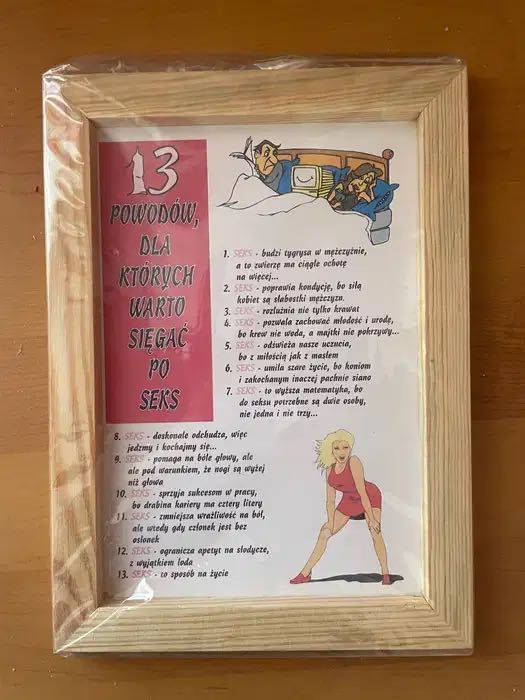 13
POWODÓW,
DLA
KTÓRYCH
WARTO
SIĘGAĆ
PO
SEKS
1. SEKS - budzi tygrysa w mężczyźnie,
a to zwierzę ma ciągle ochotę
na więcej...
2. SEKS - poprawia kondycję, bo siłą
kobiet są słabostki mężczyzn.
3. SEKS - rozluźnia nie tylko krawat
4. SEKS - pozwala zachować młodość i urodę,
bo krew nie woda, a majtki nie pokrzywy...
5. SEKS - odświeża nasze uczucia,
bo z miłością jak z masłem
6. SEKS - umila szare życie, bo koniom
i zakochanym inaczej pachnie siano
7. SEKS - to wyższa matematyka, bo
do seksu potrzebne są dwie osoby,
nie jedna i nie trzy...
8. SEKS - doskonale odchudza, więc
jedzmy i kochajmy się...
9. SEKS - pomaga na bóle głowy, ale
ale pod warunkiem, że nogi są wyżej
niż głowa
10. SEKS - sprzyja sukcesom w pracy,
bo drabina kariery ma cztery litery
11. SEKS - zmniejsza wrażliwość na ból,
ale wtedy gdy członek jest bez
osłonek
12. SEKS - ogranicza apetyt na słodycze,
z wyjątkiem loda
13. SEKS - to sposób na życie